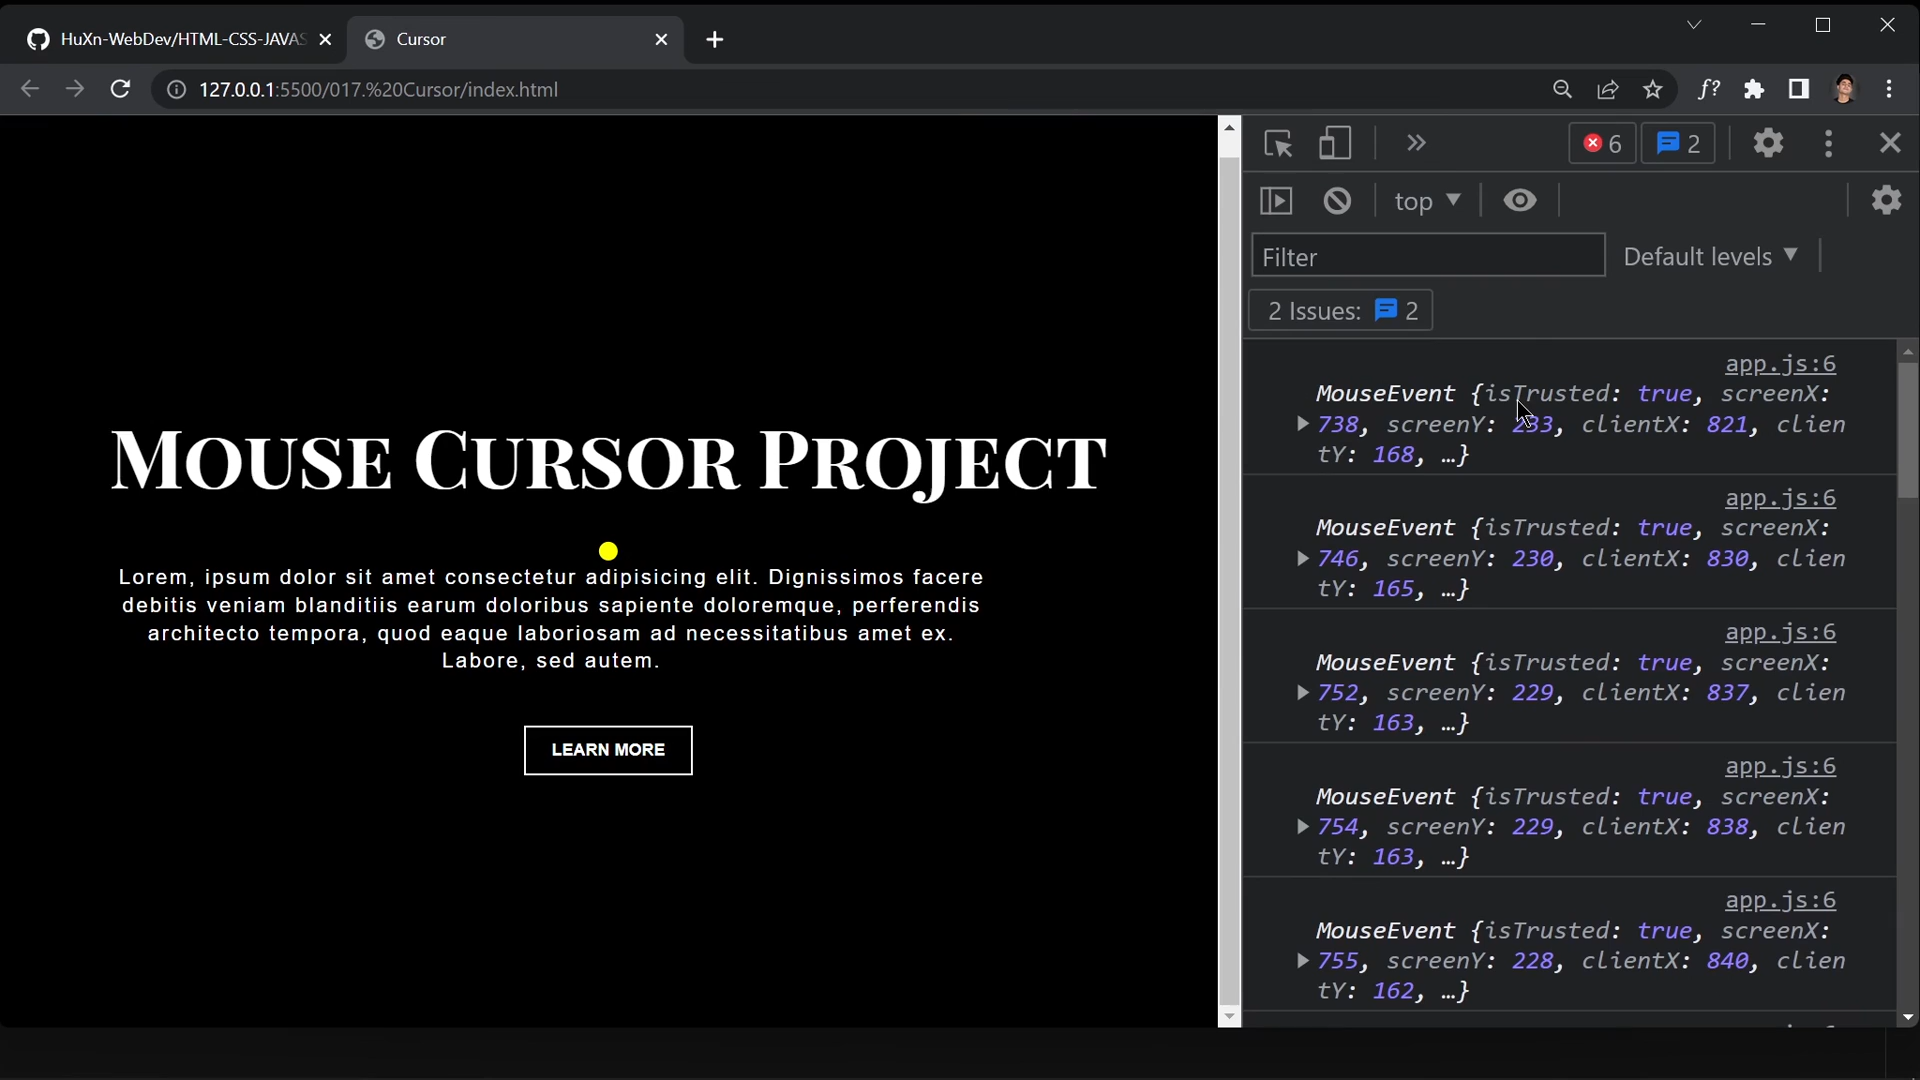 HuXn-WebDev/HTML-CSS-JAVAS
Cursor
127.0.0.1:5500/017.%20Cursor/index.html
f?
6
2
top
Filter
Default levels
2 Issues:
2
MOUSE CURSOR PROJECT
Lorem, ipsum dolor sit amet consectetur adipisicing elit. Dignissimos facere
debitis veniam blanditiis earum doloribus sapiente doloremque, perferendis
architecto tempora, quod eaque laboriosam ad necessitatibus amet ex.
Labore, sed autem.
LEARN MORE
app.js:6
MouseEvent {isTrusted: true, screenX:
738, screenY: 233, clientX: 821, clien
tY: 168, …}
app.js:6
MouseEvent {isTrusted: true, screenX:
746, screenY: 230, clientX: 830, clien
tY: 165, …}
app.js:6
MouseEvent {isTrusted: true, screenX:
752, screenY: 229, clientX: 837, clien
tY: 163, …}
app.js:6
MouseEvent {isTrusted: true, screenX:
754, screenY: 229, clientX: 838, clien
tY: 163, …}
app.js:6
MouseEvent {isTrusted: true, screenX:
755, screenY: 228, clientX: 840, clien
tY: 162, …}